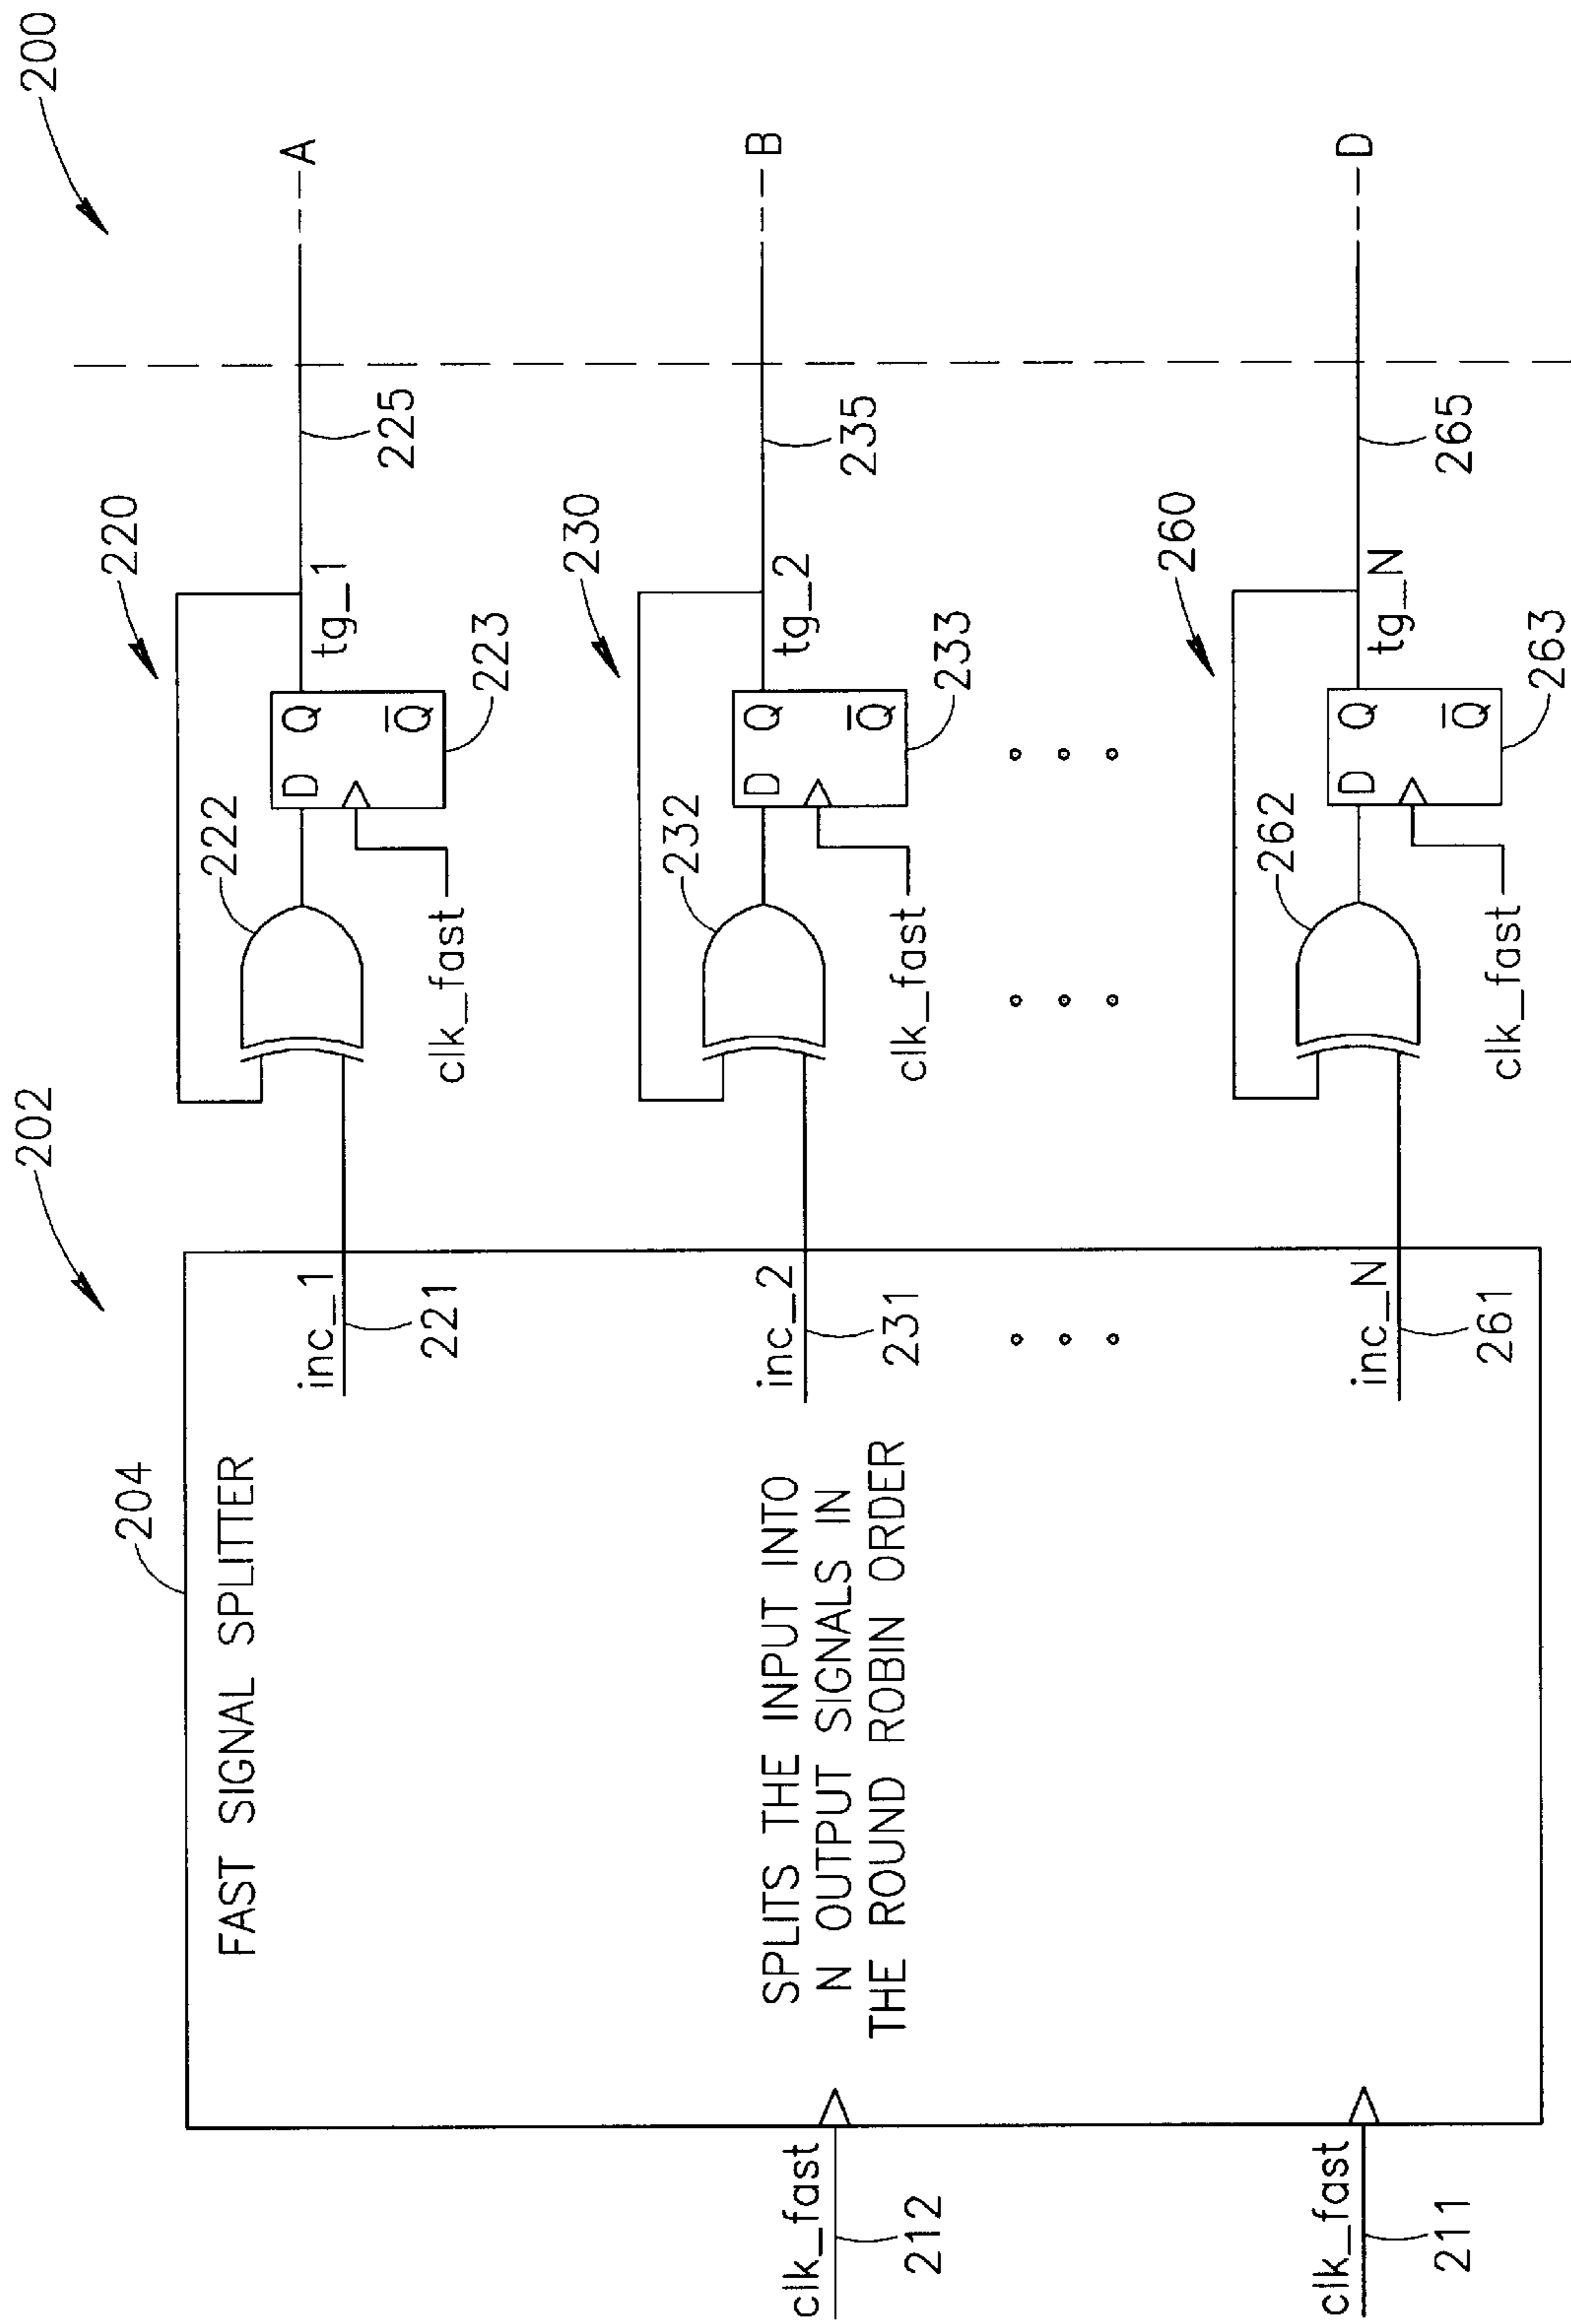 200
202
204
FAST SIGNAL SPLITTER
SPLITS THE INPUT INTO
N OUTPUT SIGNALS IN
THE ROUND ROBIN ORDER
clk_fast
212
clk_fast
211
inc_1
221
222
D Q
Q̅
223
clk_fast
220
tg_1
225
A
inc_2
231
232
D Q
Q̅
233
clk_fast
230
tg_2
235
B
inc_N
261
262
D Q
Q̅
263
clk_fast
260
tg_N
265
D